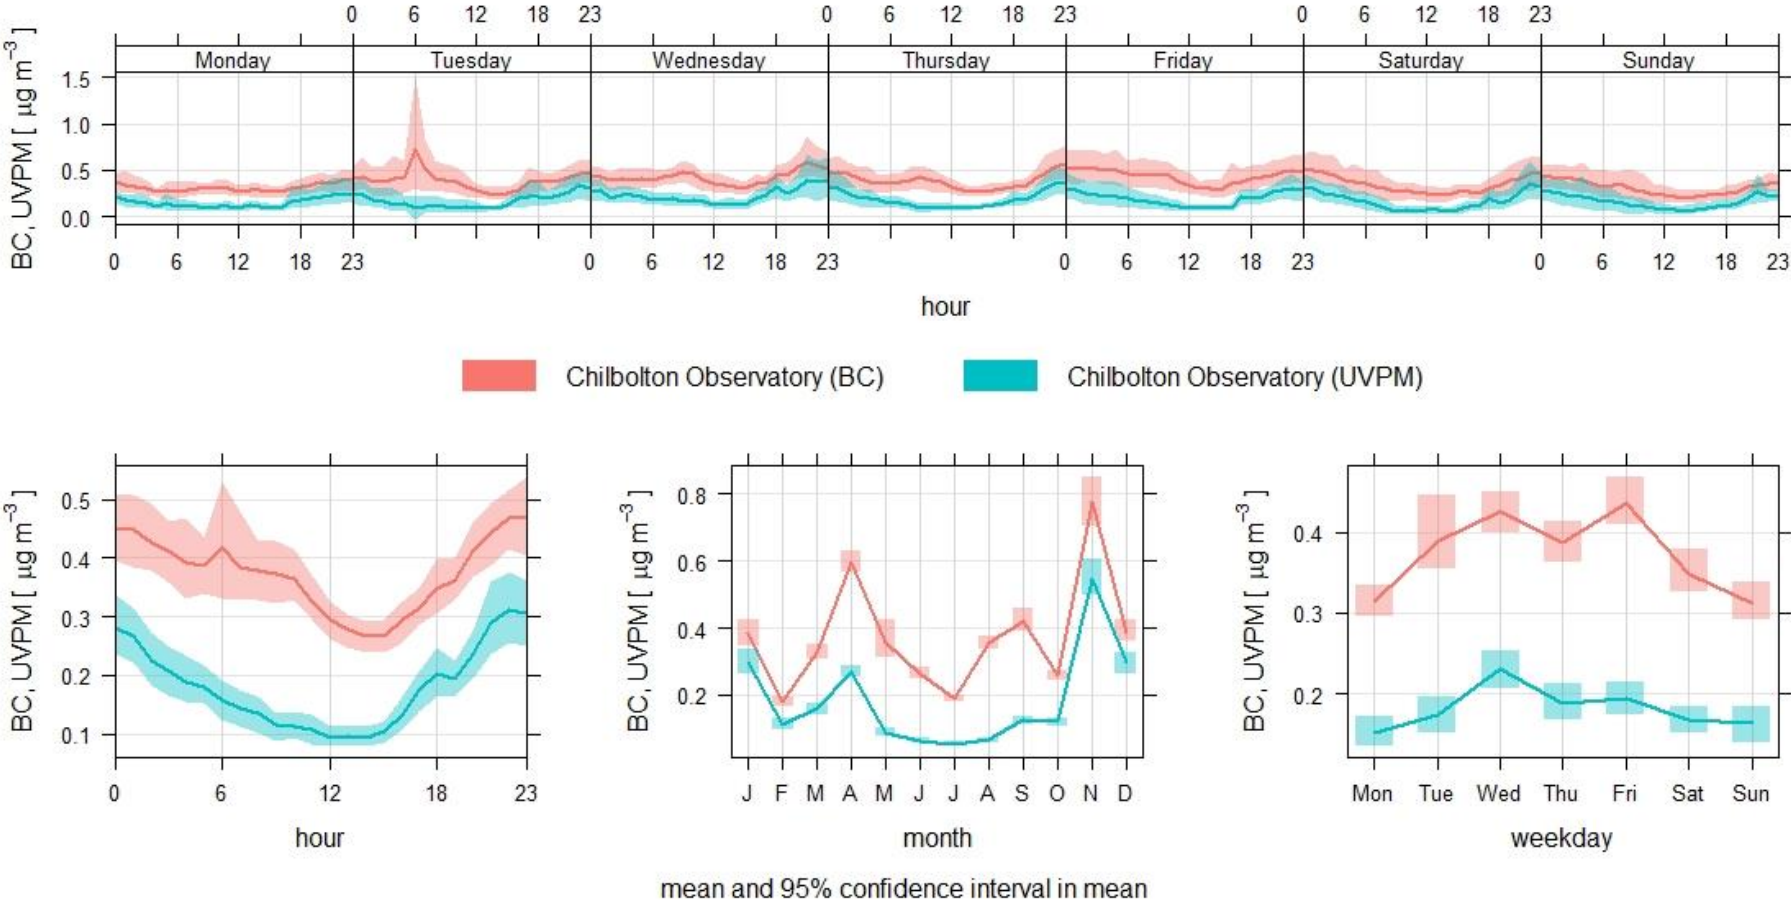 0 6 12 18 23 0 6 12 18 23 0 6 12 18 23
Monday Tuesday Wednesday Thursday Friday Saturday Sunday
BC, UVPM [ µg m⁻³ ]
1.5
1.0
0.5
0.0
0 6 12 18 23 0 6 12 18 23 0 6 12 18 23 0 6 12 18 23
hour
Chilbolton Observatory (BC) Chilbolton Observatory (UVPM)
BC, UVPM [ µg m⁻³ ]
0.5
0.4
0.3
0.2
0.1
0 6 12 18 23
hour
BC, UVPM [ µg m⁻³ ]
0.8
0.6
0.4
0.2
J F M A M J J A S O N D
month
BC, UVPM [ µg m⁻³ ]
0.4
0.3
0.2
Mon Tue Wed Thu Fri Sat Sun
weekday
mean and 95% confidence interval in mean